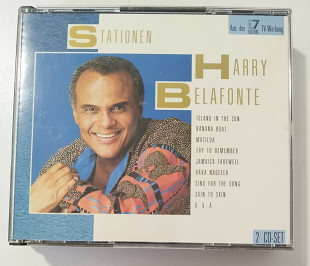 STATIONEN
Aus der
7
TV-Werbung
HARRY
BELAFONTE
ISLAND IN THE SUN
BANANA BOAT
MATILDA
TRY TO REMEMBER
JAMAICA FAREWELL
HAVA NAGEELA
SING FOR THE SONG
SKIN TO SKIN
U.V.A.
2 CD-SET